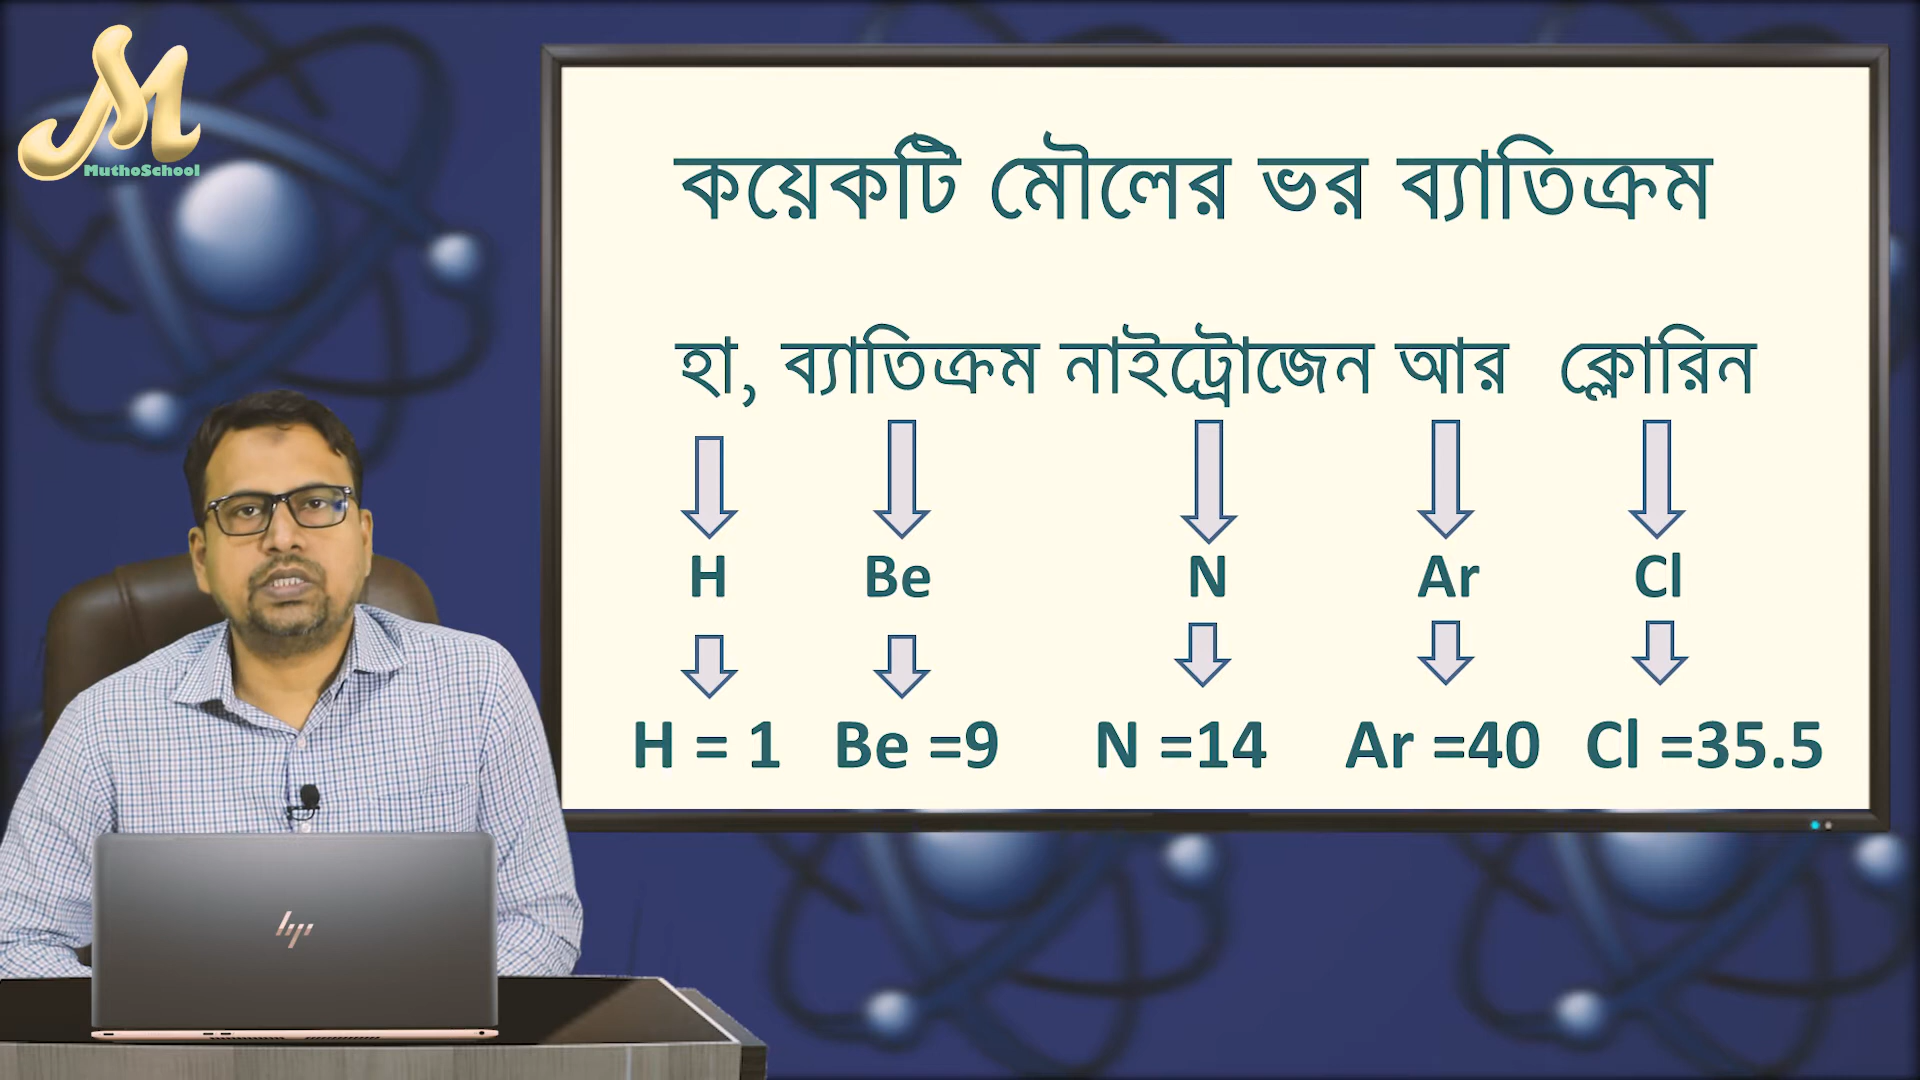 MuthoSchool
কয়েকটি মৌলের ভর ব্যাতিক্রম
হা, ব্যাতিক্রম নাইট্রোজেন আর ক্লোরিন
H Be N Ar Cl
H = 1 Be =9 N =14 Ar =40 Cl =35.5
hp